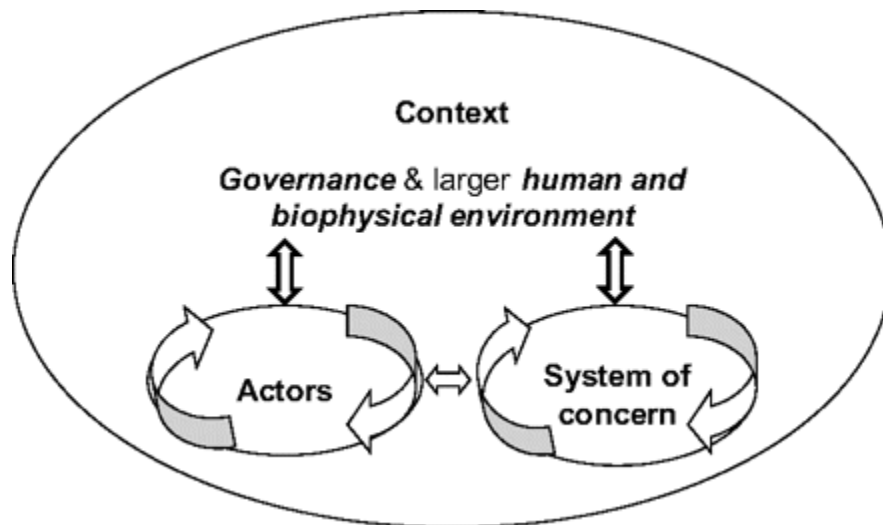 Context
Governance & larger human and
biophysical environment
Actors
System of
concern